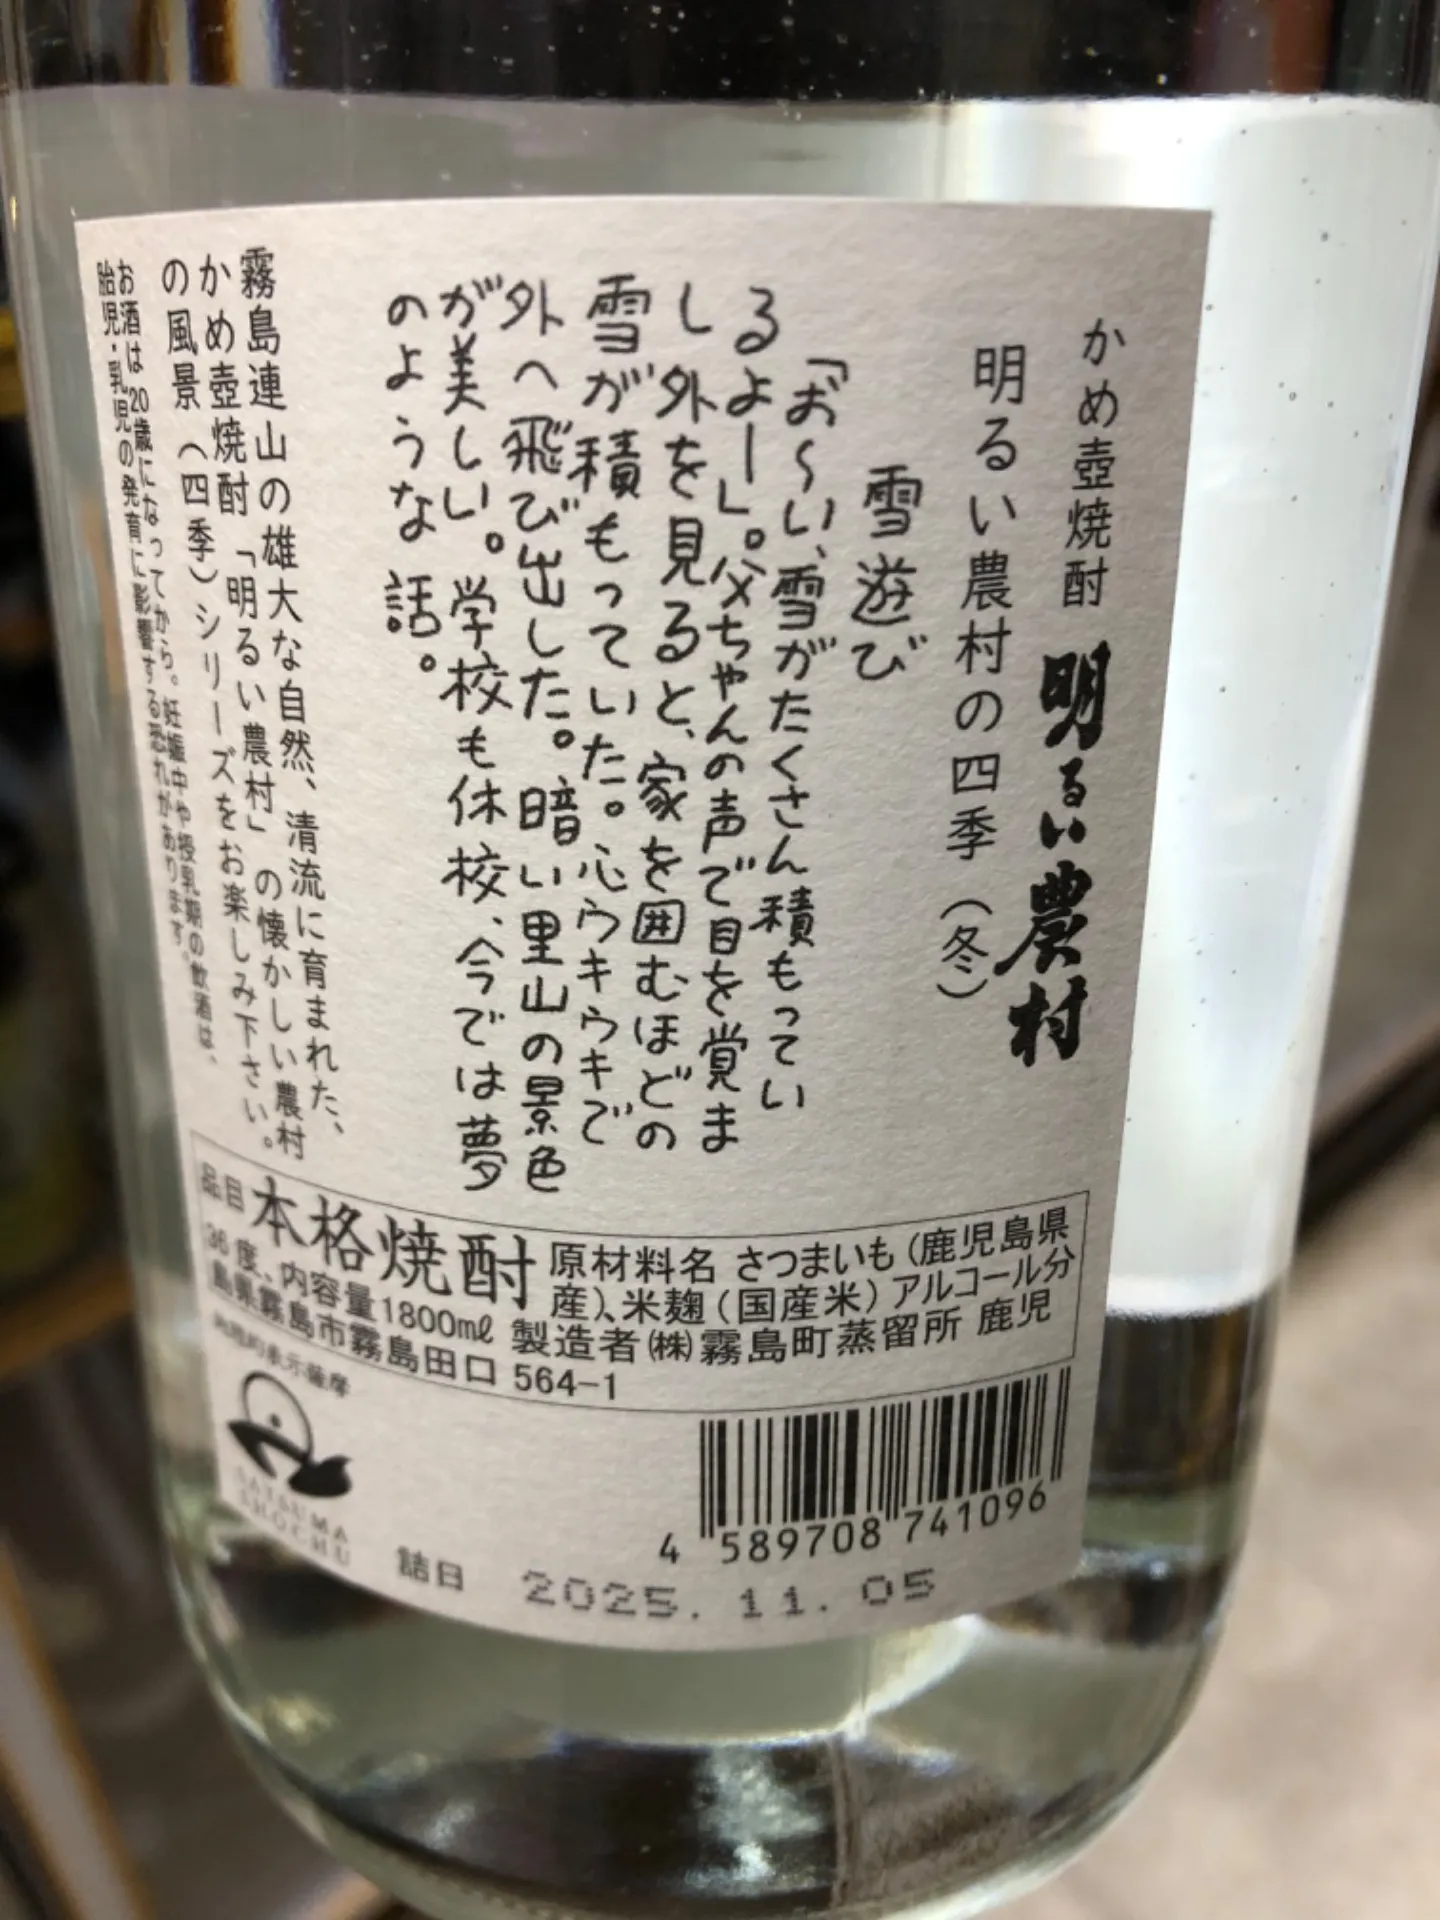 かめ壺焼酎 明るい農村
明るい農村の四季（冬）
雪遊び
「お～い、雪がたくさん積もってい
るよー」。父ちゃんの声で目を覚ま
し外を見ると、家を囲むほどの
雪が積もっていた。心ウキウキで
外へ飛び出した。暗い里山の景色
が美しい。学校も休校、今では夢
のような話。
霧島連山の雄大な自然、清流に育まれた、
かめ壺焼酎「明るい農村」の懐かしい農村
の風景（四季）シリーズをお楽しみ下さい。
お酒は20歳になってから。妊娠中や授乳期の飲酒は、
胎児・乳児の発育に影響する恐れがあります。
品目 本格焼酎 原材料名 さつまいも（鹿児島県
産）、米麹（国産米）アルコール分
36度、内容量1800㎖ 製造者㈱霧島町蒸留所 鹿児
島県霧島市霧島田口 564-1
地理的表示薩摩
SATSUMA
SHOCHU
4 589708 741096
詰日 2025. 11. 05